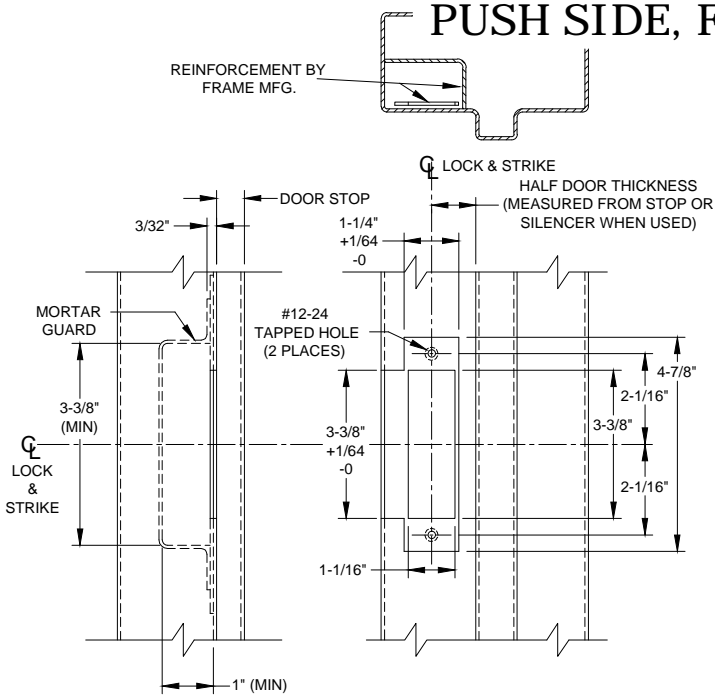 PUSH SIDE, F
REINFORCEMENT BY
FRAME MFG.
℄ LOCK & STRIKE
HALF DOOR THICKNESS
(MEASURED FROM STOP OR
SILENCER WHEN USED)
DOOR STOP
3/32"
1-1/4"
+1/64
-0
MORTAR
GUARD
#12-24
TAPPED HOLE
(2 PLACES)
4-7/8"
2-1/16"
3-3/8"
(MIN)
3-3/8"
+1/64
-0
3-3/8"
℄
LOCK
&
STRIKE
2-1/16"
1-1/16"
1" (MIN)